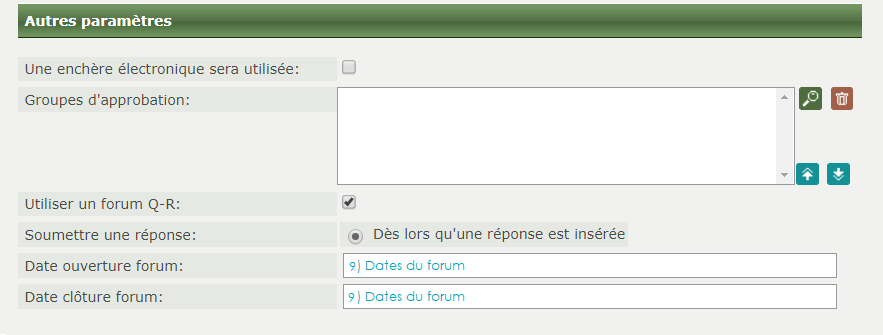 Autres paramètres
Une enchère électronique sera utilisée:
Groupes d'approbation:
Utiliser un forum Q-R:
Soumettre une réponse: Dès lors qu'une réponse est insérée
Date ouverture forum: 9) Dates du forum
Date clôture forum: 9) Dates du forum